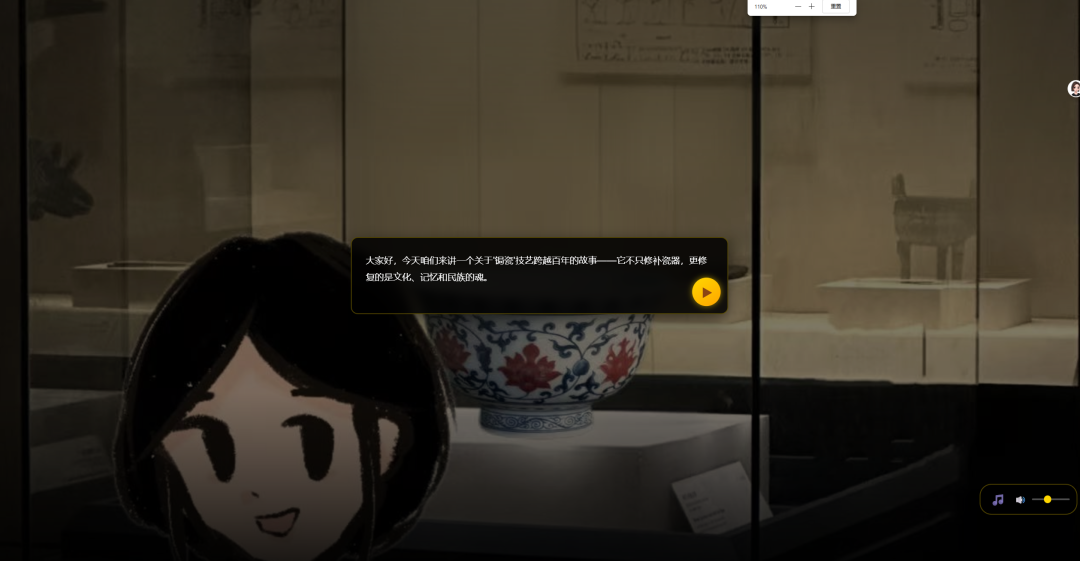 110%
重置
大家好，今天咱们来讲一个关于'锔瓷'技艺跨越百年的故事——它不只修补瓷器，更修
复的是文化、记忆和民族的魂。